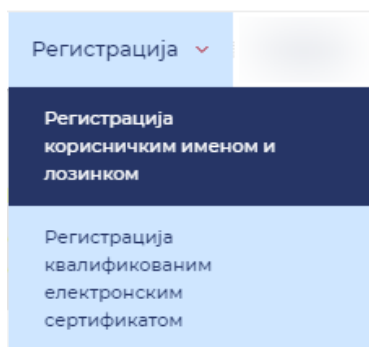 Регистрација
Регистрација
корисничким именом и
лозинком
Регистрација
квалификованим
електронским
сертификатом